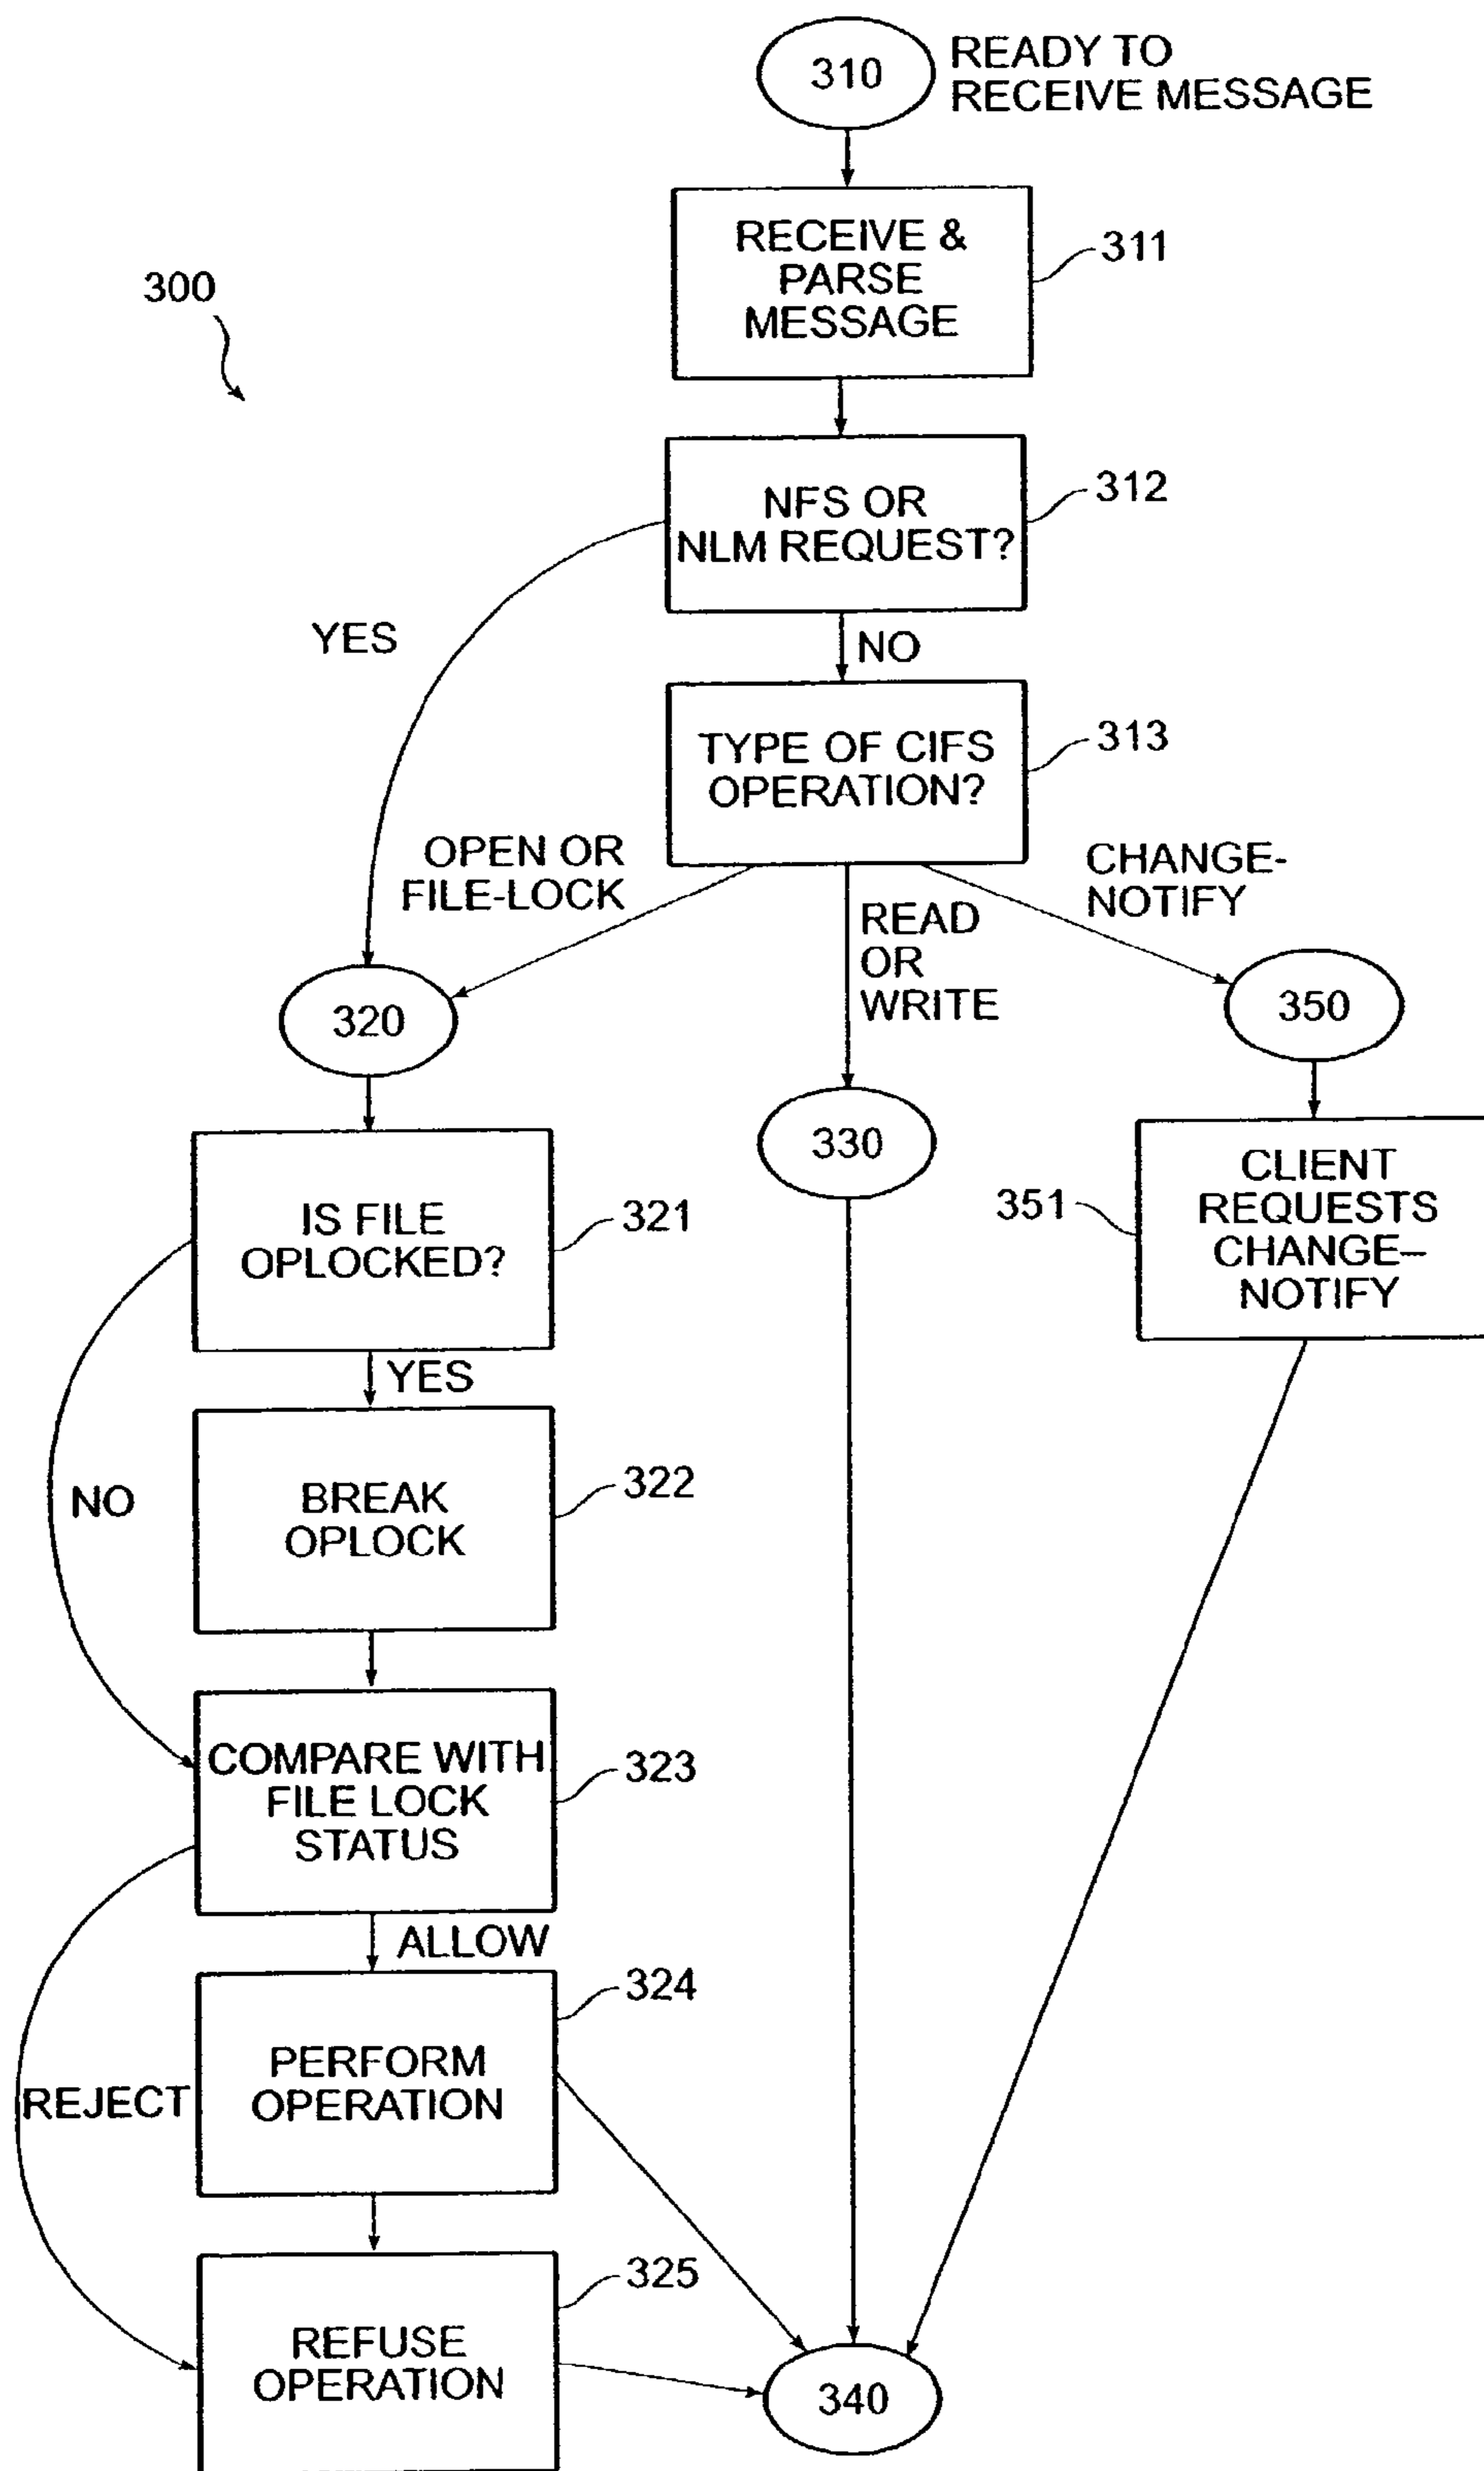 310
READY TO
RECEIVE MESSAGE
RECEIVE &
PARSE
MESSAGE
311
300
NFS OR
NLM REQUEST?
312
YES
NO
TYPE OF CIFS
OPERATION?
313
OPEN OR
FILE-LOCK
READ
OR
WRITE
CHANGE-
NOTIFY
320
330
350
IS FILE
OPLOCKED?
321
351
CLIENT
REQUESTS
CHANGE–
NOTIFY
YES
NO
BREAK
OPLOCK
322
COMPARE WITH
FILE LOCK
STATUS
323
ALLOW
REJECT
PERFORM
OPERATION
324
REFUSE
OPERATION
325
340